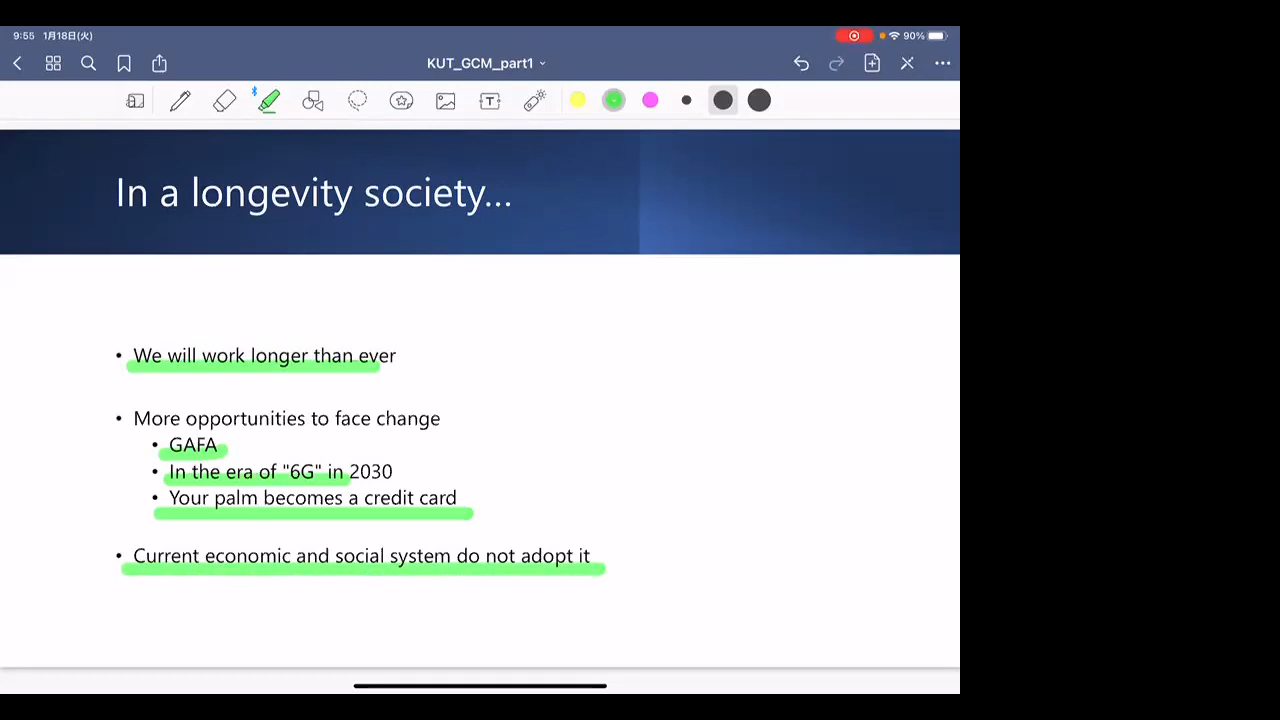 9:55 1月18日(火)
90%
KUT_GCM_part1
T
In a longevity society...
• We will work longer than ever
• More opportunities to face change
• GAFA
• In the era of "6G" in 2030
• Your palm becomes a credit card
• Current economic and social system do not adopt it